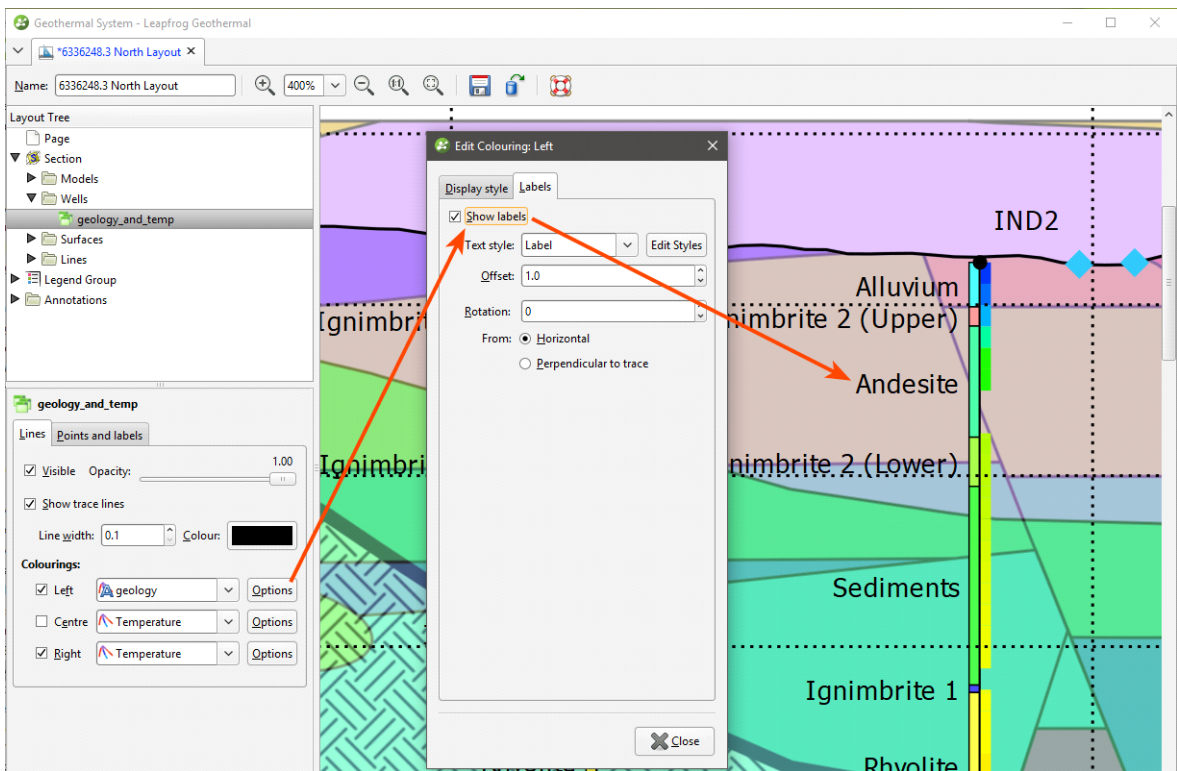 Geothermal System - Leapfrog Geothermal
*6336248.3 North Layout
Name: 6336248.3 North Layout 400%
Layout Tree
Page
Section
Models
Wells
geology_and_temp
Surfaces
Lines
Legend Group
Annotations
geology_and_temp
Lines Points and labels
Visible Opacity: 1.00
Show trace lines
Line width: 0.1 Colour:
Colourings:
Left geology Options
Centre Temperature Options
Right Temperature Options
Edit Colouring: Left
Display style Labels
Show labels
Text style: Label Edit Styles
Offset: 1.0
Rotation: 0
From: Horizontal
Perpendicular to trace
Close
IND2
Alluvium
Ignimbrit
nimbrite 2 (Upper)
Andesite
Ignimbri
nimbrite 2 (Lower)
Sediments
Ignimbrite 1
Rhyolite